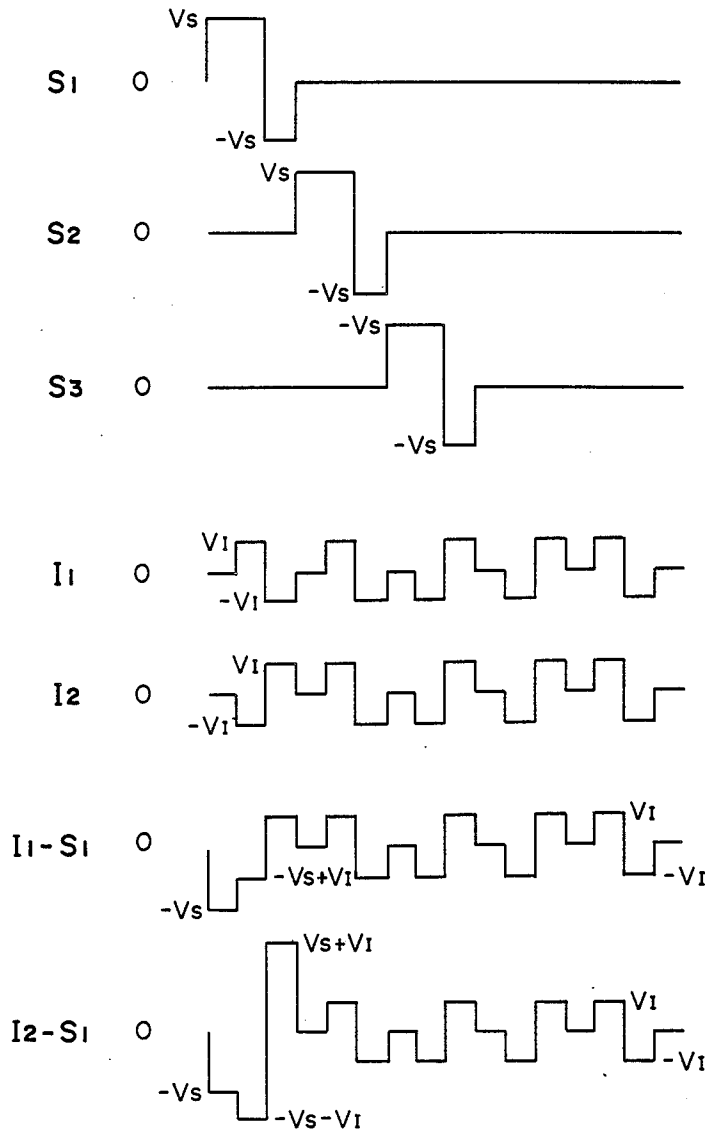 Vs
S1 0
-Vs
Vs
S2 0
-Vs
-Vs
S3 0
-Vs
VI
I1 0
-VI
VI
I2 0
-VI
VI
I1-S1 0
-Vs+VI
-VI
-Vs
Vs+VI
VI
I2-S1 0
-VI
-Vs
-Vs-VI